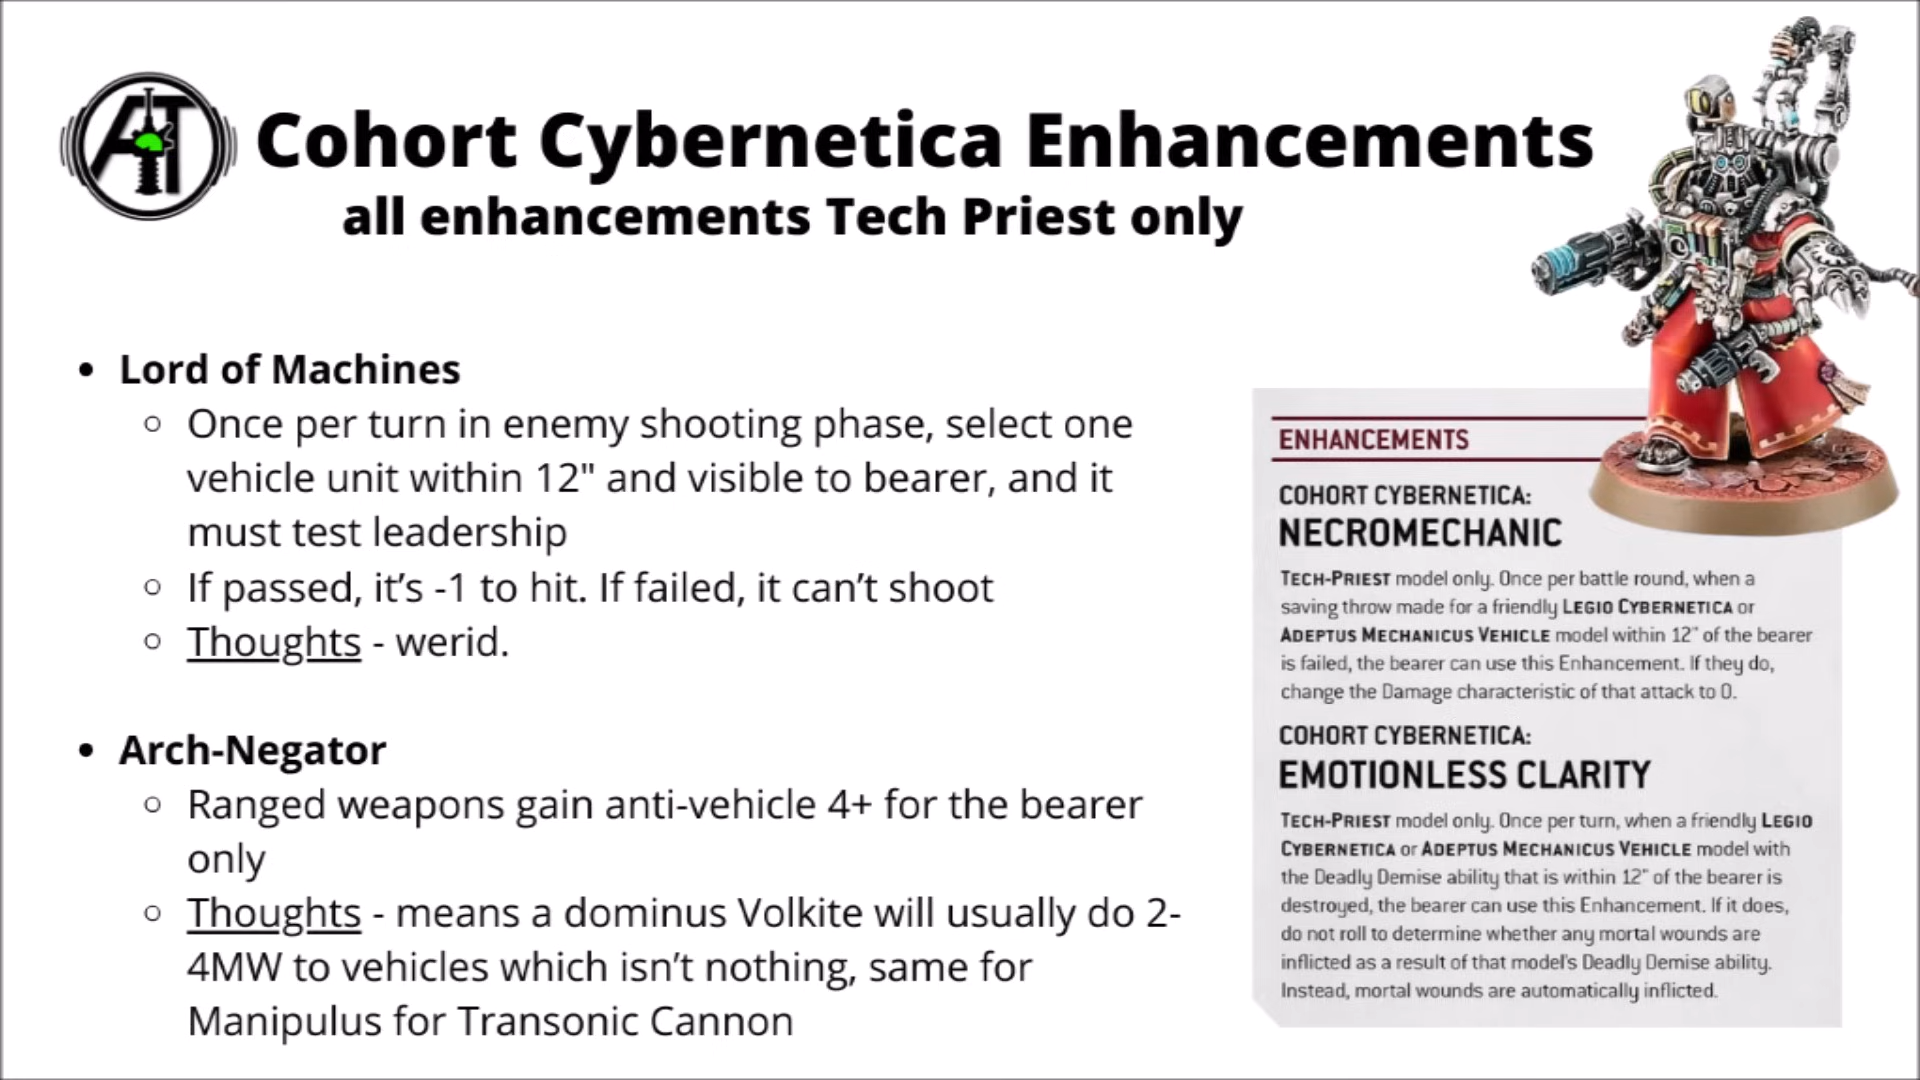 AT
Cohort Cybernetica Enhancements
all enhancements Tech Priest only
• Lord of Machines
○ Once per turn in enemy shooting phase, select one
vehicle unit within 12" and visible to bearer, and it
must test leadership
○ If passed, it’s -1 to hit. If failed, it can’t shoot
○ Thoughts - werid.
• Arch-Negator
○ Ranged weapons gain anti-vehicle 4+ for the bearer
only
○ Thoughts - means a dominus Volkite will usually do 2-
4MW to vehicles which isn’t nothing, same for
Manipulus for Transonic Cannon
ENHANCEMENTS
COHORT CYBERNETICA:
NECROMECHANIC
TECH-PRIEST model only. Once per battle round, when a
saving throw made for a friendly LEGIO CYBERNETICA or
ADEPTUS MECHANICUS VEHICLE model within 12" of the bearer
is failed, the bearer can use this Enhancement. If they do,
change the Damage characteristic of that attack to 0.
COHORT CYBERNETICA:
EMOTIONLESS CLARITY
TECH-PRIEST model only. Once per turn, when a friendly LEGIO
CYBERNETICA or ADEPTUS MECHANICUS VEHICLE model with
the Deadly Demise ability that is within 12" of the bearer is
destroyed, the bearer can use this Enhancement. If it does,
do not roll to determine whether any mortal wounds are
inflicted as a result of that model's Deadly Demise ability.
Instead, mortal wounds are automatically inflicted.